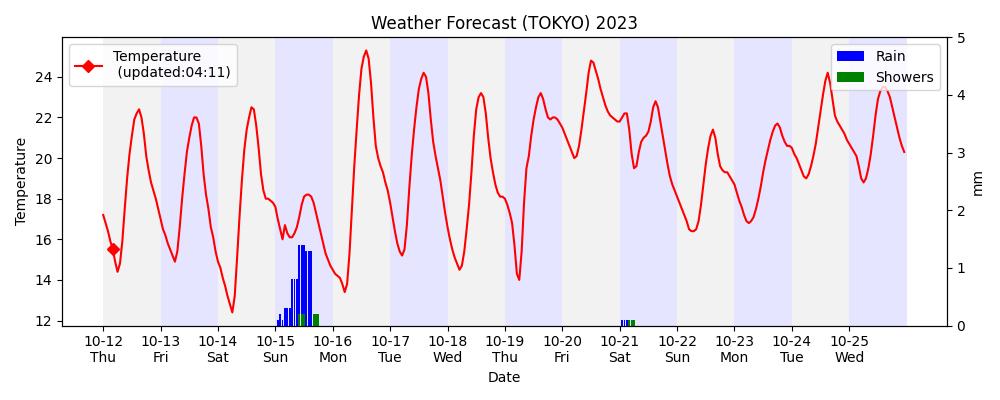 Weather Forecast (TOKYO) 2023
Temperature
(updated:04:11)
Rain
Showers
Temperature
24
22
20
18
16
14
12
5
4
3
2
1
0
mm
10-12 10-13 10-14 10-15 10-16 10-17 10-18 10-19 10-20 10-21 10-22 10-23 10-24 10-25
Thu Fri Sat Sun Mon Tue Wed Thu Fri Sat Sun Mon Tue Wed
Date